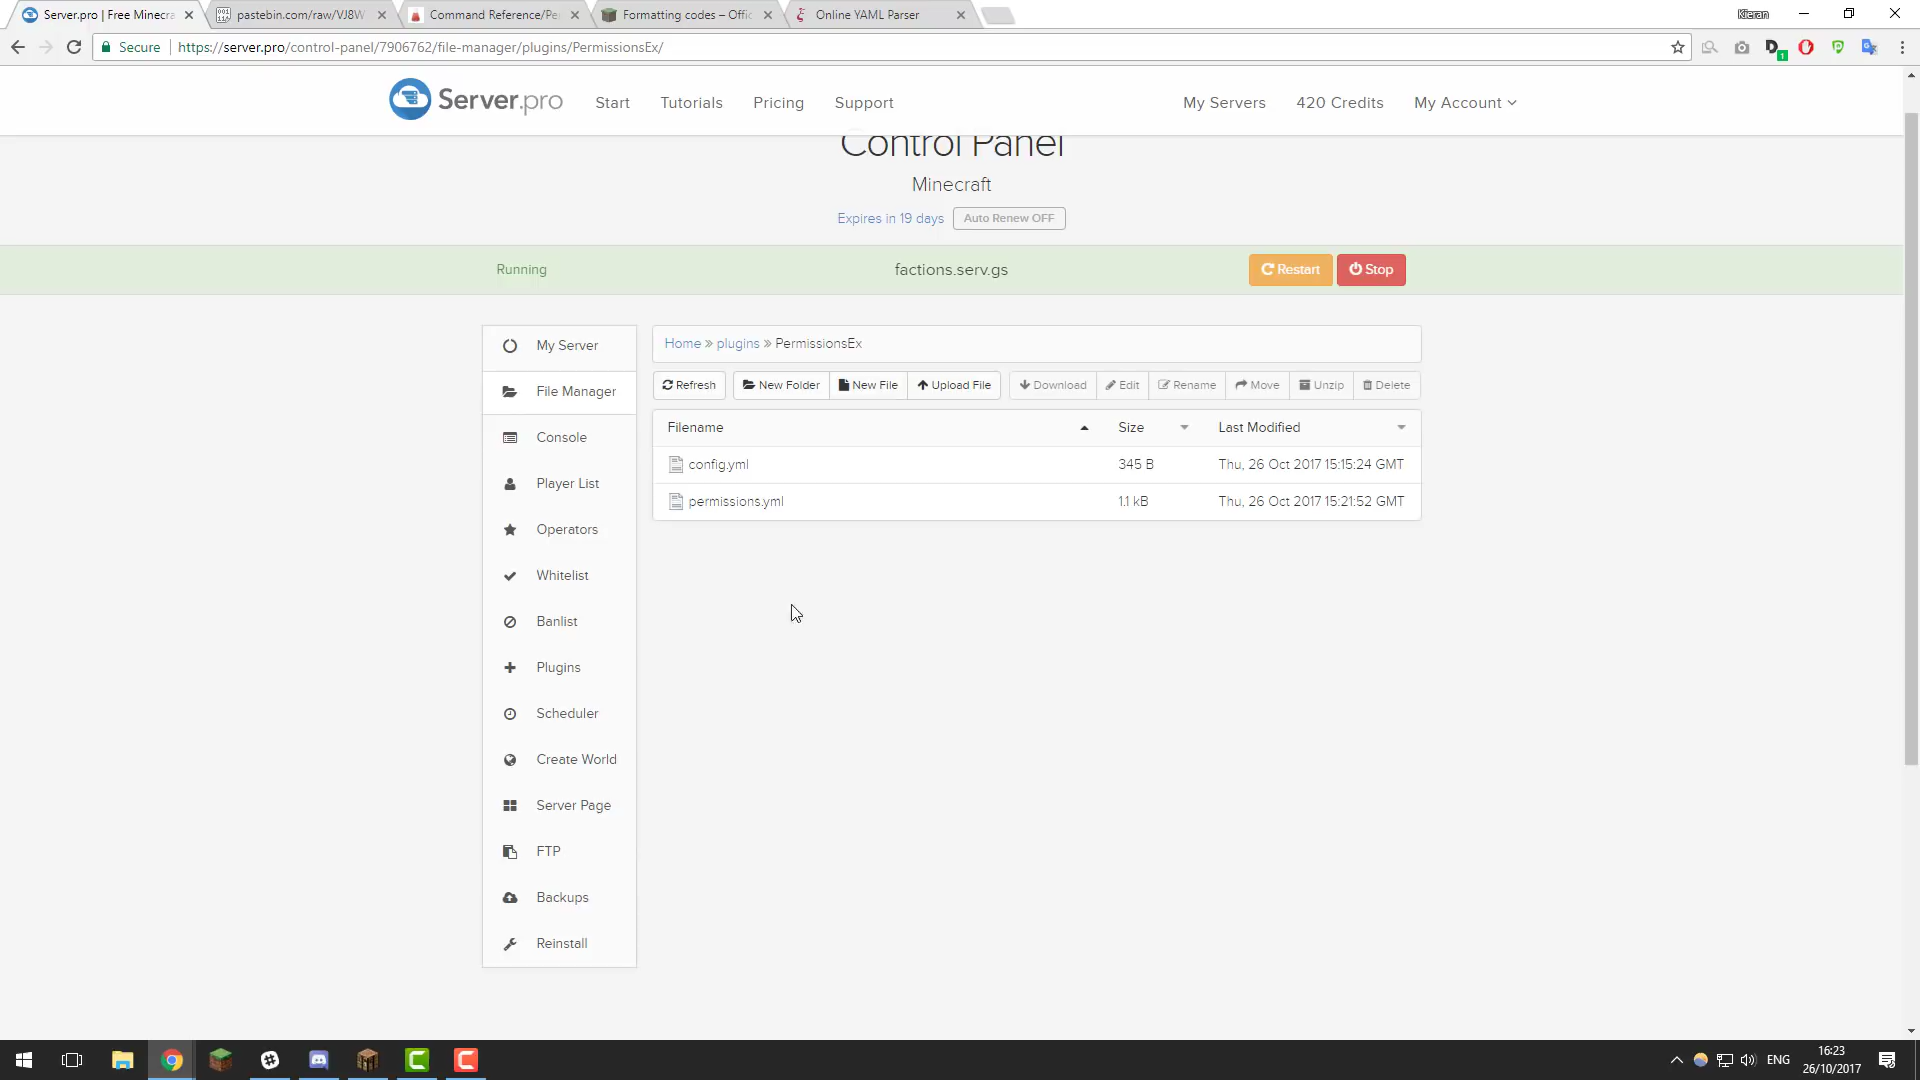 Server.pro | Free Minecra
pastebin.com/raw/VJ8W
Command Reference/Pe
Formatting codes – Offic
Online YAML Parser
Kieran
Secure
https://server.pro/control-panel/7906762/file-manager/plugins/PermissionsEx/
Server.pro
Start
Tutorials
Pricing
Support
My Servers
420 Credits
My Account
Control Panel
Minecraft
Expires in 19 days
Auto Renew OFF
Running
factions.serv.gs
Restart
Stop
My Server
File Manager
Console
Player List
Operators
Whitelist
Banlist
Plugins
Scheduler
Create World
Server Page
FTP
Backups
Reinstall
Home » plugins » PermissionsEx
Refresh
New Folder
New File
Upload File
Download
Edit
Rename
Move
Unzip
Delete
Filename Size Last Modified
config.yml 345 B Thu, 26 Oct 2017 15:15:24 GMT
permissions.yml 1.1 kB Thu, 26 Oct 2017 15:21:52 GMT
ENG
16:23
26/10/2017